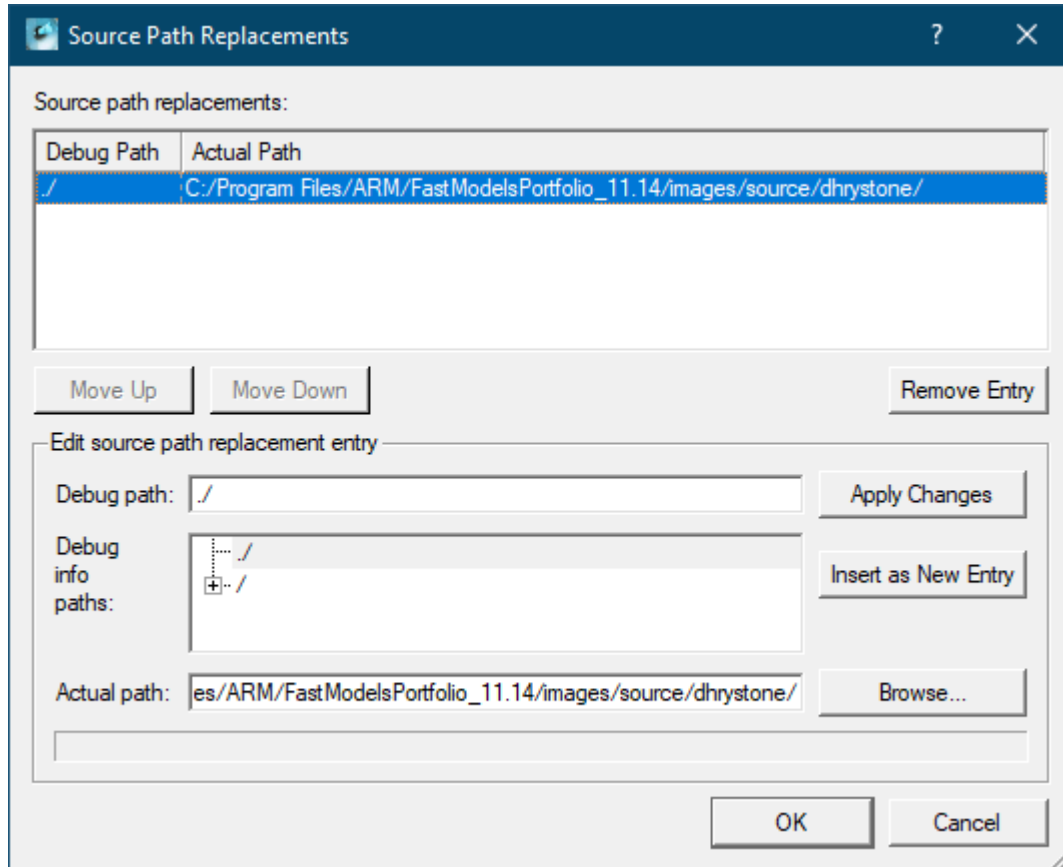 Source Path Replacements
Source path replacements:
Debug Path Actual Path
./ C:/Program Files/ARM/FastModelsPortfolio_11.14/images/source/dhrystone/
Move Up Move Down Remove Entry
Edit source path replacement entry
Debug path: ./ Apply Changes
Debug
info
paths:
./
/
Insert as New Entry
Actual path: es/ARM/FastModelsPortfolio_11.14/images/source/dhrystone/ Browse...
OK Cancel